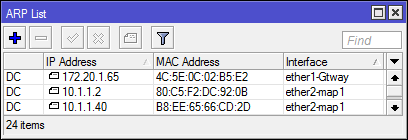 ARP List
Find
IP Address MAC Address Interface
DC 172.20.1.65 4C:5E:0C:02:B5:E2 ether1-Gtway
DC 10.1.1.2 80:C5:F2:DC:92:0B ether2-map1
DC 10.1.1.40 B8:EE:65:66:CD:2D ether2-map1
24 items